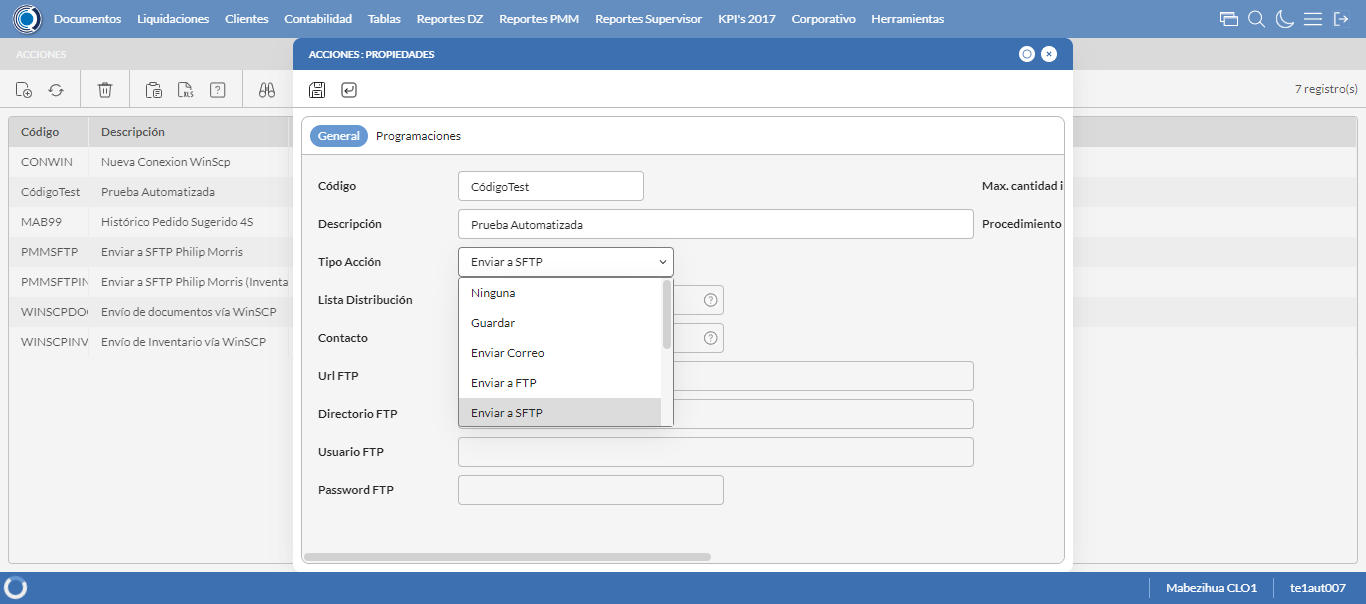 Documentos Liquidaciones Clientes Contabilidad Tablas Reportes DZ Reportes PMM Reportes Supervisor KPI's 2017 Corporativo Herramientas
ACCIONES
ACCIONES : PROPIEDADES
XLS
7 registro(s)
Código Descripción
CONWIN Nueva Conexion WinScp
CódigoTest Prueba Automatizada
MAB99 Histórico Pedido Sugerido 4S
PMMSFTP Enviar a SFTP Philip Morris
PMMSFTPIN Enviar a SFTP Philip Morris (Inventa
WINSCPDO Envío de documentos vía WinSCP
WINSCPINV Envío de Inventario vía WinSCP
General Programaciones
Código CódigoTest Max. cantidad i
Descripción Prueba Automatizada Procedimiento
Tipo Acción Enviar a SFTP
Ninguna
Guardar
Enviar Correo
Enviar a FTP
Enviar a SFTP
Lista Distribución
Contacto
Url FTP
Directorio FTP
Usuario FTP
Password FTP
Mabezihua CLO1 te1aut007